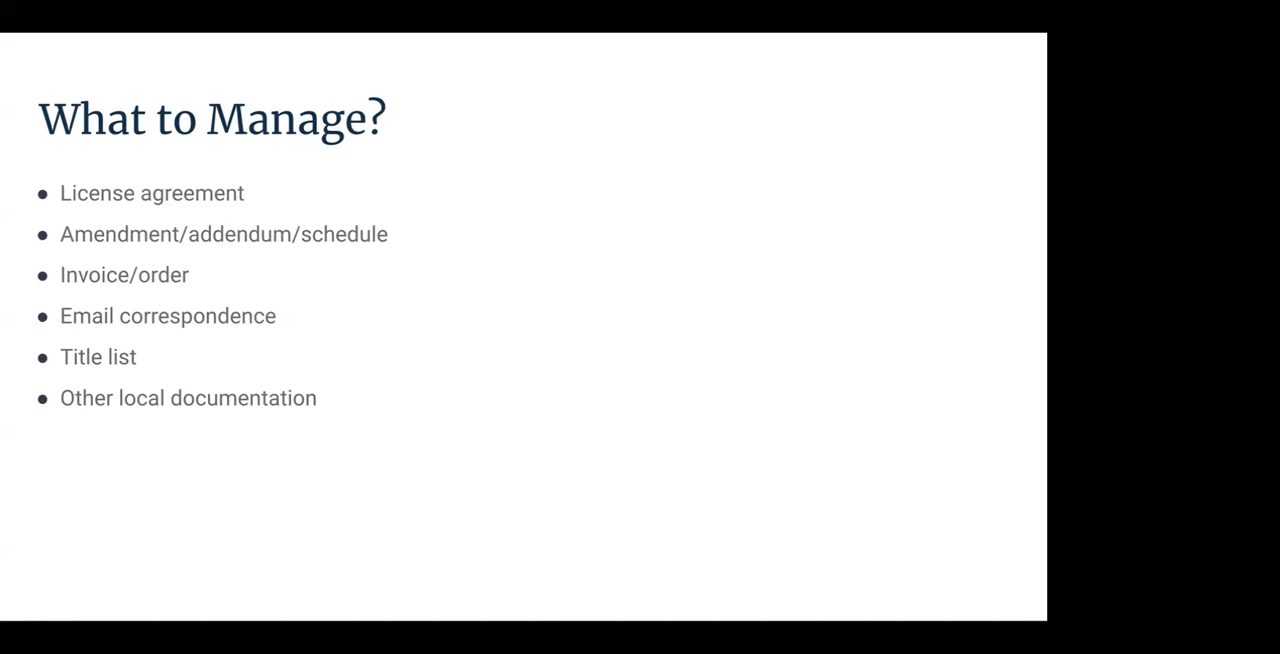 What to Manage?
● License agreement
● Amendment/addendum/schedule
● Invoice/order
● Email correspondence
● Title list
● Other local documentation